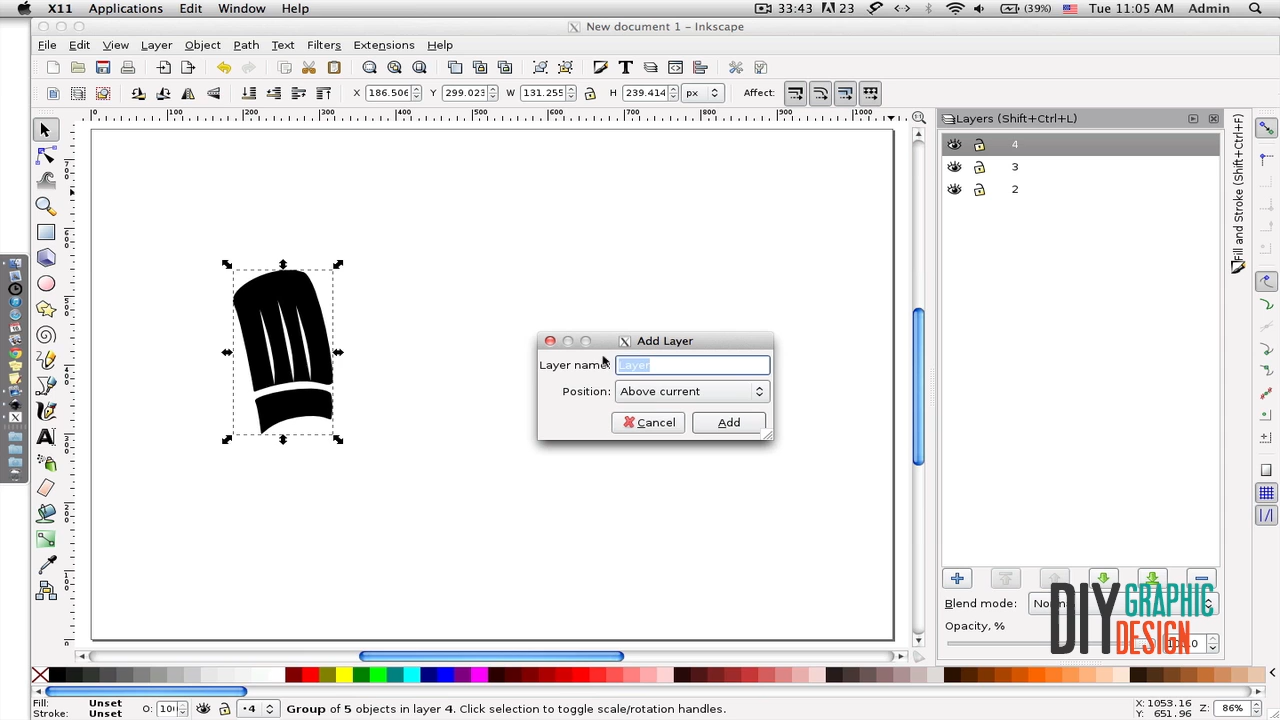 X11 Applications Edit Window Help 33:43 23 (39%) Tue 11:05 AM Admin
New document 1 - Inkscape
File Edit View Layer Object Path Text Filters Extensions Help
X 186.506 Y 299.023 W 131.255 H 239.414 px Affect:
Layers (Shift+Ctrl+L)
Fill and Stroke (Shift+Ctrl+F)
4
3
2
Add Layer
Layer name: Layer
Position: Above current
Cancel Add
Blend mode:
Opacity, %
DIY GRAPHIC DESIGN
Fill: Unset
Stroke: Unset
O: •4 Group of 5 objects in layer 4. Click selection to toggle scale/rotation handles.
X: 1053.16
Y: 651.96
Z: 86%